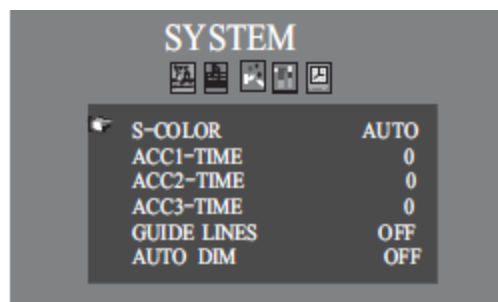 SYSTEM
S-COLOR AUTO
ACC1-TIME 0
ACC2-TIME 0
ACC3-TIME 0
GUIDE LINES OFF
AUTO DIM OFF